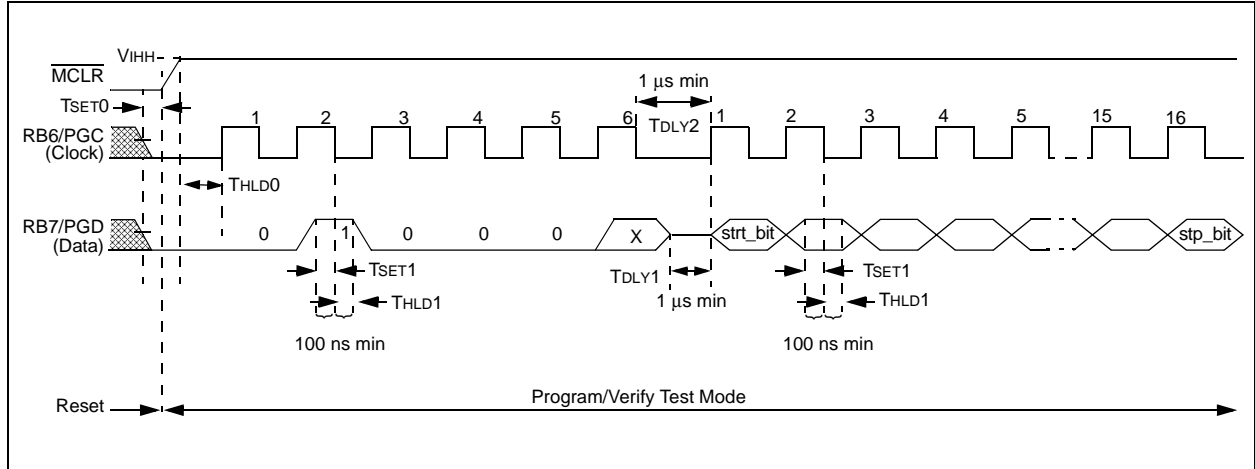 VIHH
MCLR
TSET0
1 µs min
TDLY2
1 2 3 4 5 6 1 2 3 4 5 15 16
RB6/PGC
(Clock)
THLD0
RB7/PGD
(Data)
0 1 0 0 0 X strt_bit stp_bit
TSET1
TDLY1
TSET1
THLD1
1 µs min
THLD1
100 ns min
100 ns min
Reset
Program/Verify Test Mode